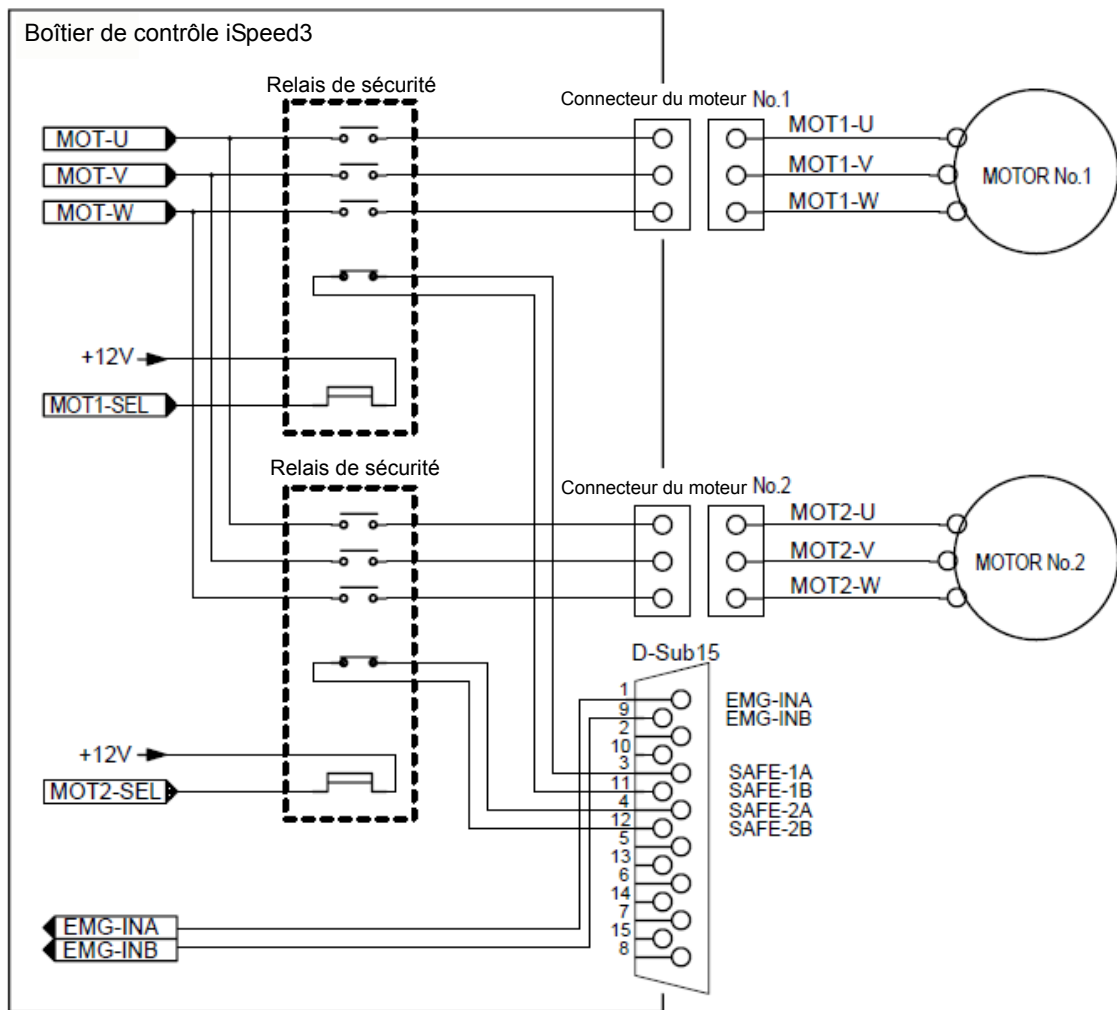 Boîtier de contrôle iSpeed3
Relais de sécurité
Connecteur du moteur No.1
MOT-U
MOT-V
MOT-W
MOT1-U
MOT1-V
MOT1-W
MOTOR No.1
+12V
MOT1-SEL
Relais de sécurité
Connecteur du moteur No.2
MOT2-U
MOT2-V
MOT2-W
MOTOR No.2
+12V
MOT2-SEL
D-Sub15
1
9
2
10
3
11
4
12
5
13
6
14
7
15
8
EMG-INA
EMG-INB
SAFE-1A
SAFE-1B
SAFE-2A
SAFE-2B
EMG-INA
EMG-INB